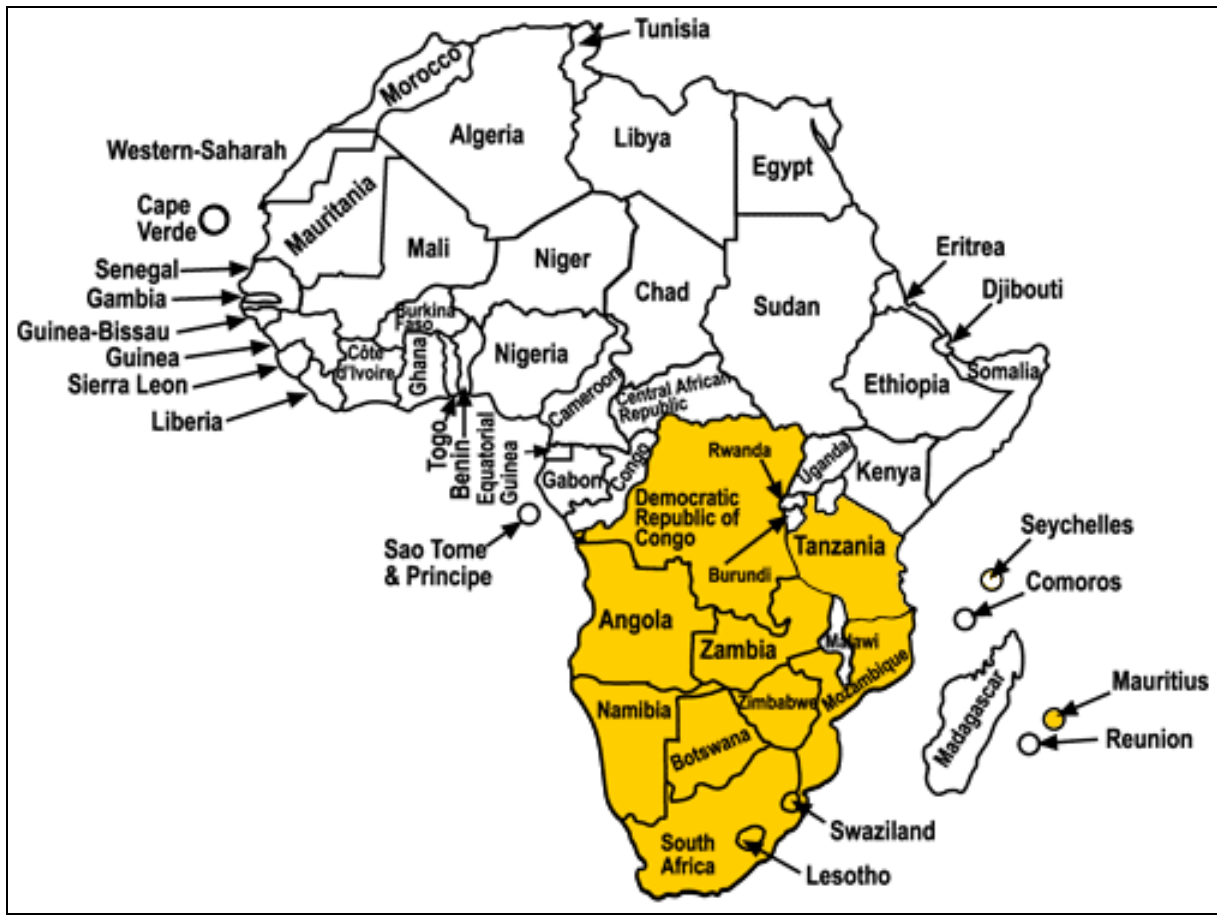 Tunisia
Morocco
Algeria
Libya
Egypt
Western-Saharah
Cape
Verde
Mauritania
Mali
Niger
Chad
Sudan
Eritrea
Djibouti
Senegal
Gambia
Guinea-Bissau
Guinea
Sierra Leon
Liberia
Burkina
Faso
Côte
d'Ivoire
Ghana
Togo
Benin
Nigeria
Cameroon
Central African
Republic
Ethiopia
Somalia
Equatorial
Guinea
Gabon
Congo
Rwanda
Uganda
Kenya
Democratic
Republic of
Congo
Burundi
Tanzania
Sao Tome
& Principe
Seychelles
Comoros
Angola
Zambia
Malawi
Mozambique
Namibia
Zimbabwe
Botswana
Madagascar
Mauritius
Reunion
Swaziland
South
Africa
Lesotho